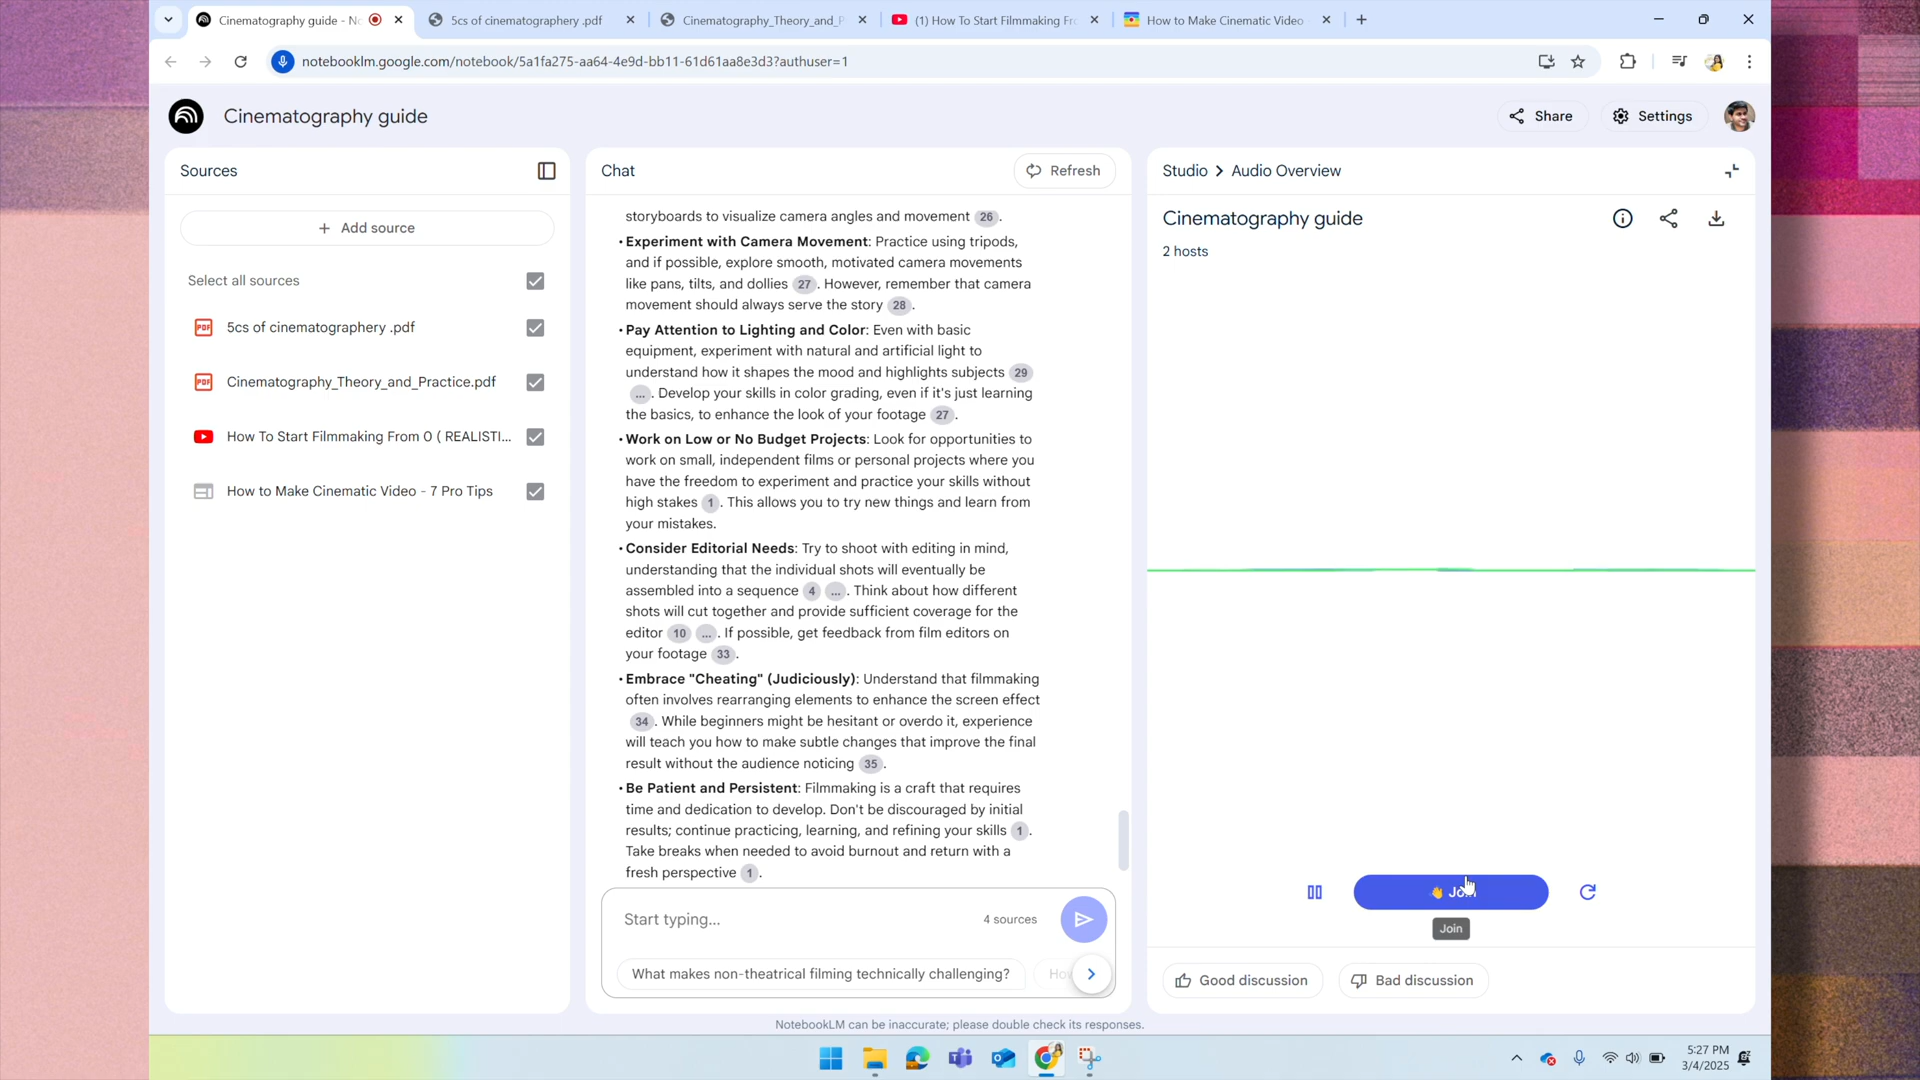 Cinematography guide - No
5cs of cinematographery .pdf
Cinematography_Theory_and_P
(1) How To Start Filmmaking Fr
How to Make Cinematic Video
notebooklm.google.com/notebook/5a1fa275-aa64-4e9d-bb11-61d61aa8e3d3?authuser=1
Cinematography guide
Share
Settings
Sources
Add source
Select all sources
PDF 5cs of cinematographery .pdf
PDF Cinematography_Theory_and_Practice.pdf
How To Start Filmmaking From 0 ( REALISTI...
How to Make Cinematic Video - 7 Pro Tips
Chat
Refresh
storyboards to visualize camera angles and movement 26 .
• Experiment with Camera Movement: Practice using tripods,
and if possible, explore smooth, motivated camera movements
like pans, tilts, and dollies 27 . However, remember that camera
movement should always serve the story 28 .
• Pay Attention to Lighting and Color: Even with basic
equipment, experiment with natural and artificial light to
understand how it shapes the mood and highlights subjects 29
... . Develop your skills in color grading, even if it's just learning
the basics, to enhance the look of your footage 27 .
• Work on Low or No Budget Projects: Look for opportunities to
work on small, independent films or personal projects where you
have the freedom to experiment and practice your skills without
high stakes 1 . This allows you to try new things and learn from
your mistakes.
• Consider Editorial Needs: Try to shoot with editing in mind,
understanding that the individual shots will eventually be
assembled into a sequence 4 ... . Think about how different
shots will cut together and provide sufficient coverage for the
editor 10 ... . If possible, get feedback from film editors on
your footage 33 .
• Embrace "Cheating" (Judiciously): Understand that filmmaking
often involves rearranging elements to enhance the screen effect
34 . While beginners might be hesitant or overdo it, experience
will teach you how to make subtle changes that improve the final
result without the audience noticing 35 .
• Be Patient and Persistent: Filmmaking is a craft that requires
time and dedication to develop. Don't be discouraged by initial
results; continue practicing, learning, and refining your skills 1 .
Take breaks when needed to avoid burnout and return with a
fresh perspective 1 .
Start typing...
4 sources
What makes non-theatrical filming technically challenging?
Studio > Audio Overview
Cinematography guide
2 hosts
Join
Join
Good discussion
Bad discussion
NotebookLM can be inaccurate; please double check its responses.
5:27 PM
3/4/2025